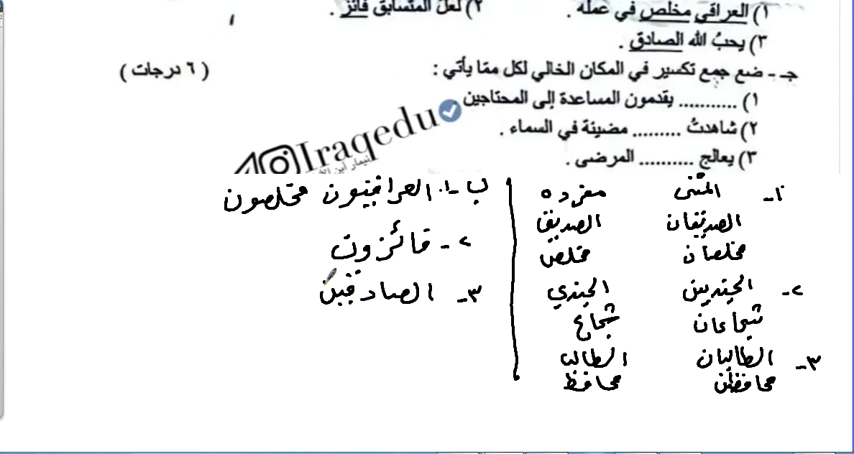 ١) العراقي مخلص في عمله . ٢) لعل المتسابق فائز .
٣) يحبُ الله الصادق .
جـ - ضع جمع تكسير في المكان الخالي لكل ممّا يأتي : ( ٦ درجات )
١) ........... يقدمون المساعدة إلى المحتاجين
٢) شاهدتُ ......... مضيئة في السماء .
٣) يعالج .......... المرضى .
Iraqedu
١- المثنى مفرده
الصديقان الصديق
مخلصان مخلص
٢- الجنديين الجندي
شجاعان شجاع
٣- الطالبان الطالب
محافظان محافظ
ب - ١. العراقيون مخلصون
٢- فائزون
٣- الصادقين